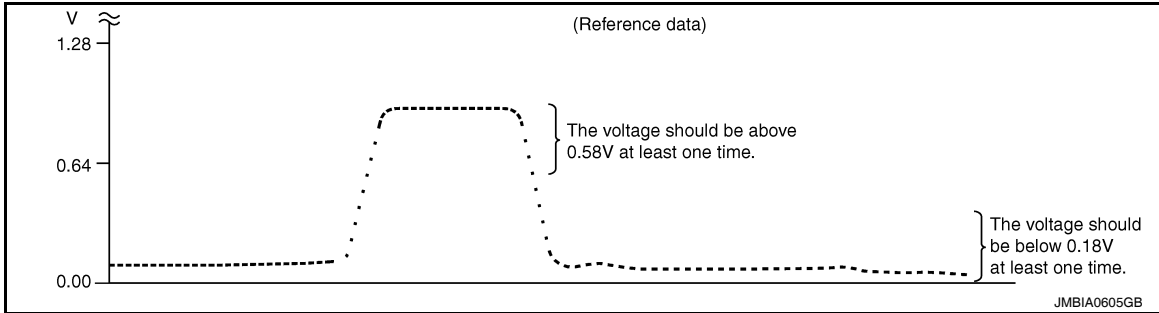 V
(Reference data)
1.28
The voltage should be above
0.58V at least one time.
0.64
The voltage should
be below 0.18V
at least one time.
0.00
JMBIA0605GB